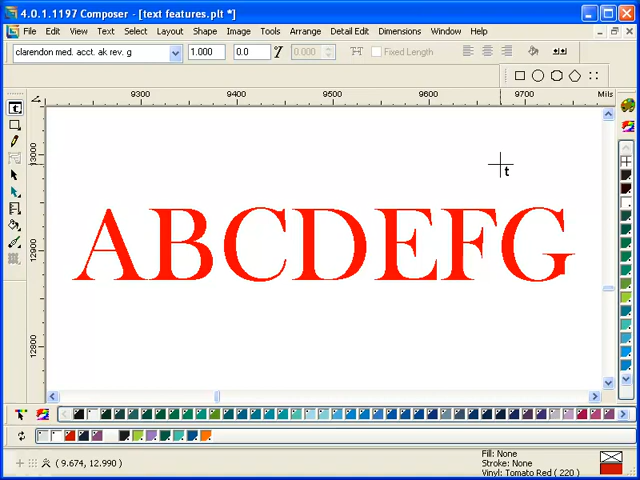 4.0.1.1197 Composer - [text features.plt *]
File Edit View Text Select Layout Shape Image Tools Arrange Detail Edit Dimensions Window Help
clarendon med. acct. ak rev. g 1.000 0.0 0.000 Fixed Length
9300 9400 9500 9600 9700 Mils
13000
12900
12800
t
ABCDEFG
( 9.674, 12.990 )
Fill: None
Stroke: None
Vinyl: Tomato Red ( 220 )